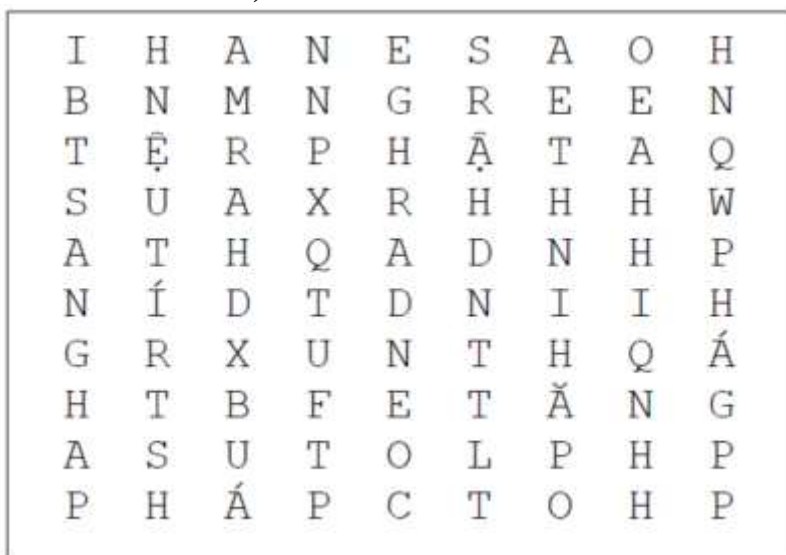 I H A N E S A O H
B N M N G R E E N
T Ệ R P H Ậ T A Q
S U A X R H H H W
A T H Q A D N H P
N Í D T D N I I H
G R X U N T H Q Á
H T B F E T Ă N G
A S U T O L P H P
P H Á P C T O H P